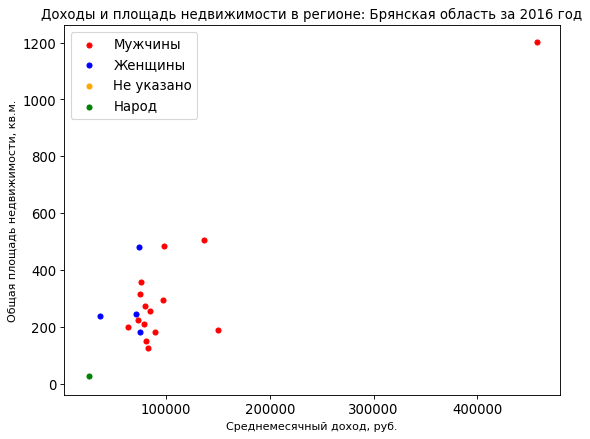 Доходы и площадь недвижимости в регионе: Брянская область за 2016 год
Мужчины
Женщины
Не указано
Народ
1200
1000
800
600
400
200
0
Общая площадь недвижимости, кв.м.
100000 200000 300000 400000
Среднемесячный доход, руб.